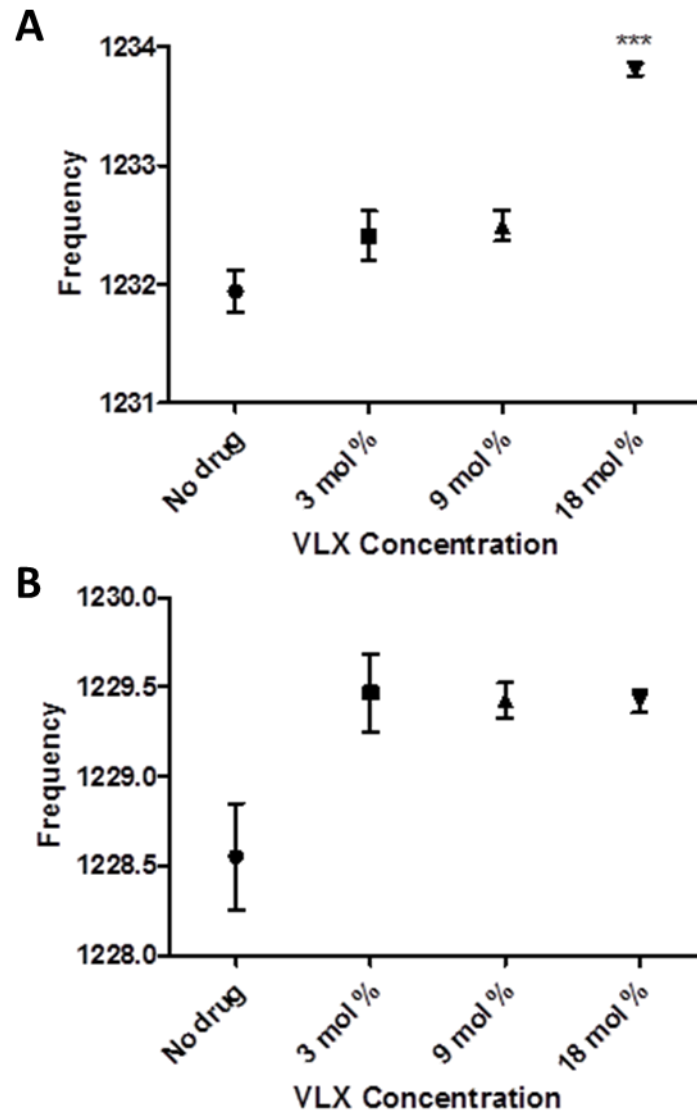 A
1234
***
1233
Frequency
1232
1231
No drug
3 mol %
9 mol %
18 mol %
VLX Concentration
B
1230.0
1229.5
1229.0
Frequency
1228.5
1228.0
No drug
3 mol %
9 mol %
18 mol %
VLX Concentration